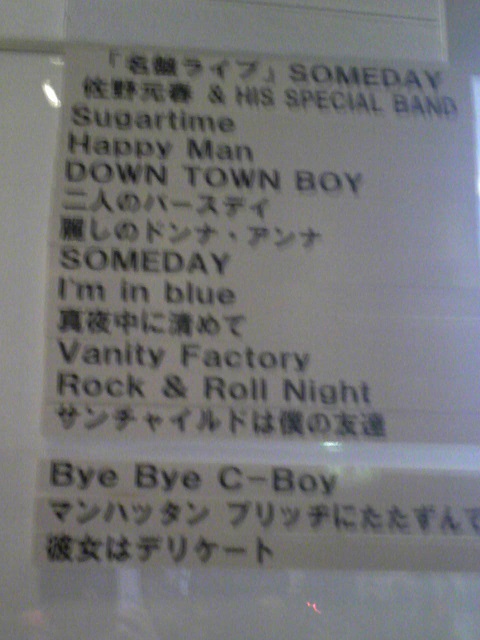 「名盤ライブ」SOMEDAY
佐野元春 & HIS SPECIAL BAND
Sugartime
Happy Man
DOWN TOWN BOY
二人のバースデイ
麗しのドンナ・アンナ
SOMEDAY
I'm in blue
真夜中に清めて
Vanity Factory
Rock & Roll Night
サンチャイルドは僕の友達
Bye Bye C-Boy
マンハッタン ブリッヂにたたずんで
彼女はデリケート